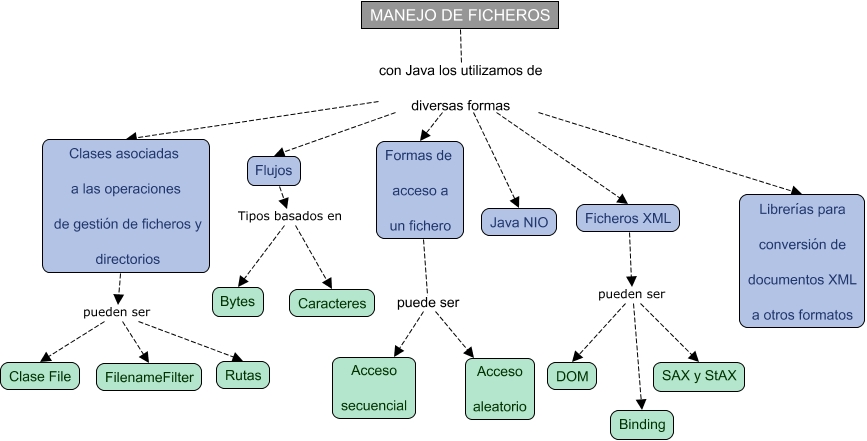 MANEJO DE FICHEROS
con Java los utilizamos de
diversas formas
Clases asociadas
a las operaciones
de gestión de ficheros y
directorios
Flujos
Formas de
acceso a
un fichero
Java NIO
Ficheros XML
Librerías para
conversión de
documentos XML
a otros formatos
Tipos basados en
Bytes
Caracteres
pueden ser
Clase File
FilenameFilter
Rutas
puede ser
Acceso
secuencial
Acceso
aleatorio
pueden ser
DOM
Binding
SAX y StAX